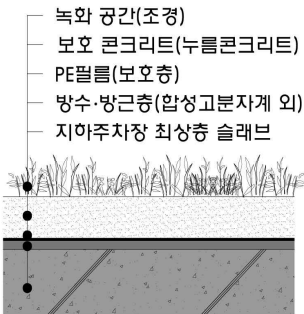 녹화 공간(조경)
보호 콘크리트(누름콘크리트)
PE필름(보호층)
방수·방근층(합성고분자계 외)
지하주차장 최상층 슬래브